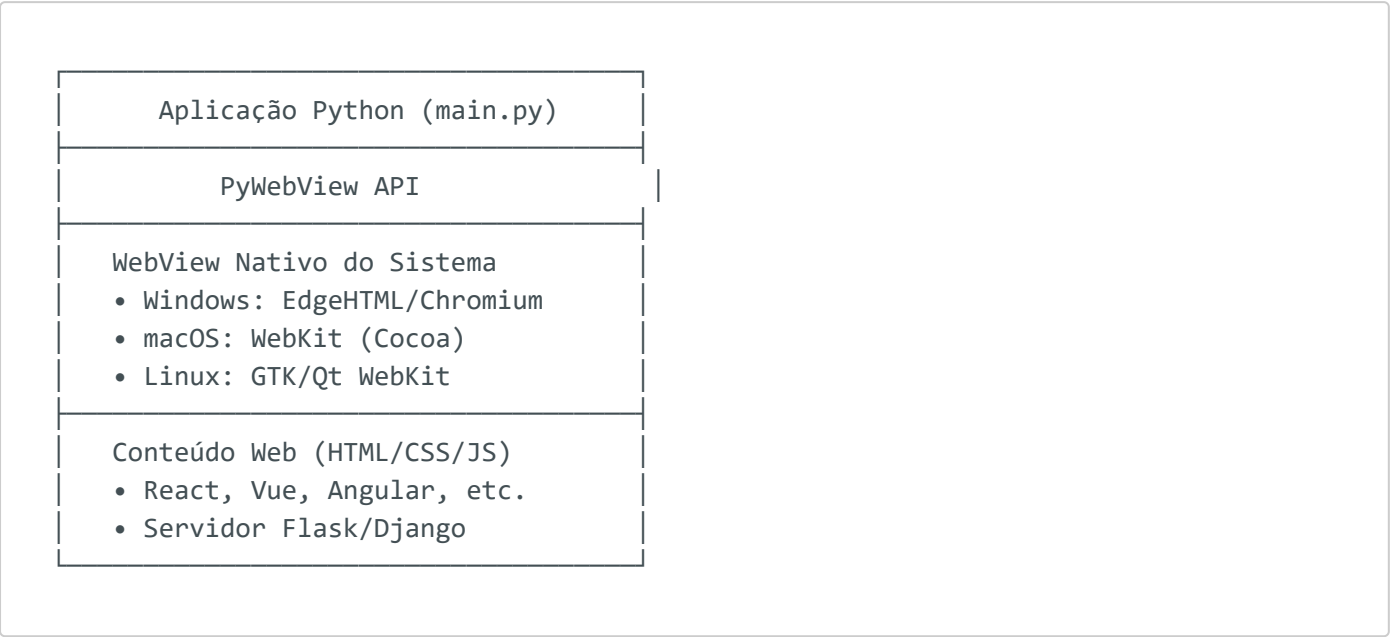 Aplicação Python (main.py)
PyWebView API
WebView Nativo do Sistema
• Windows: EdgeHTML/Chromium
• macOS: WebKit (Cocoa)
• Linux: GTK/Qt WebKit
Conteúdo Web (HTML/CSS/JS)
• React, Vue, Angular, etc.
• Servidor Flask/Django